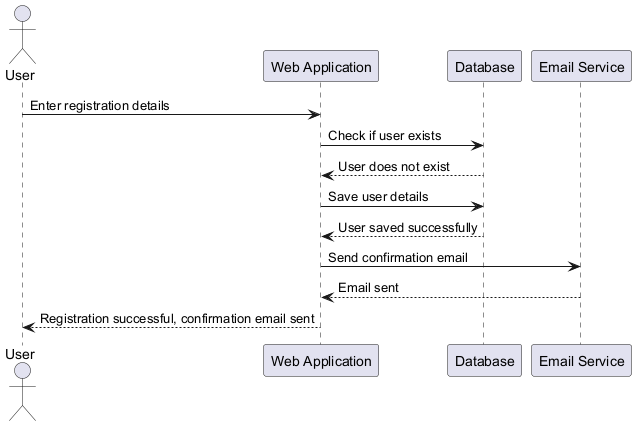 User
Web Application
Database
Email Service
Enter registration details
Check if user exists
User does not exist
Save user details
User saved successfully
Send confirmation email
Email sent
Registration successful, confirmation email sent
User
Web Application
Database
Email Service